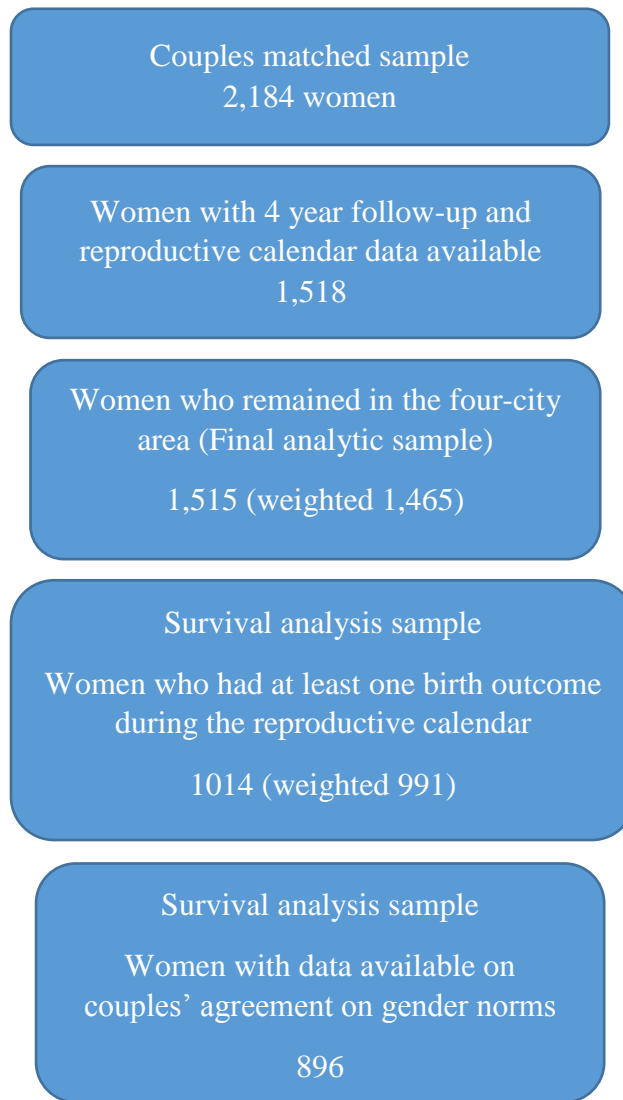 Couples matched sample
2,184 women
Women with 4 year follow-up and
reproductive calendar data available
1,518
Women who remained in the four-city
area (Final analytic sample)
1,515 (weighted 1,465)
Survival analysis sample
Women who had at least one birth outcome
during the reproductive calendar
1014 (weighted 991)
Survival analysis sample
Women with data available on
couples’ agreement on gender norms
896